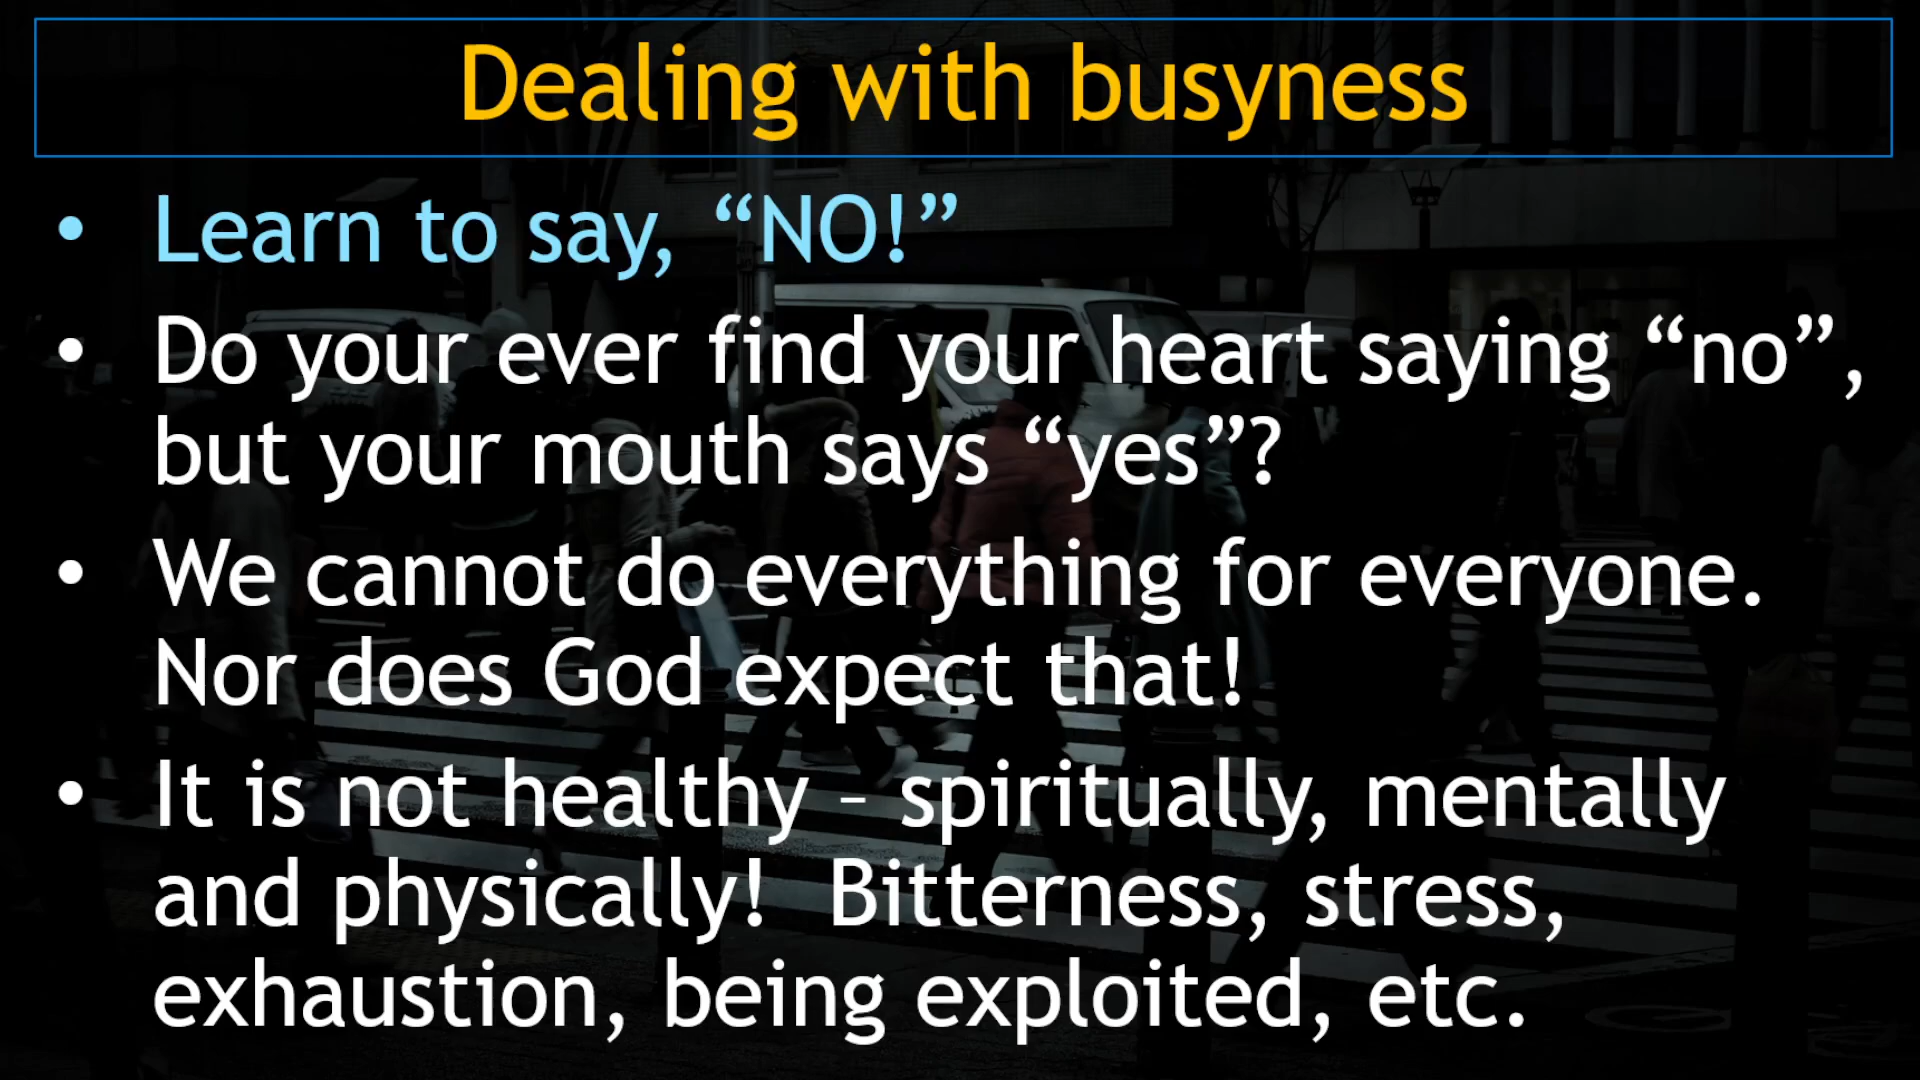 Dealing with busyness
• Learn to say, “NO!”
• Do your ever find your heart saying “no”,
but your mouth says “yes”?
• We cannot do everything for everyone.
Nor does God expect that!
• It is not healthy – spiritually, mentally
and physically!  Bitterness, stress,
exhaustion, being exploited, etc.